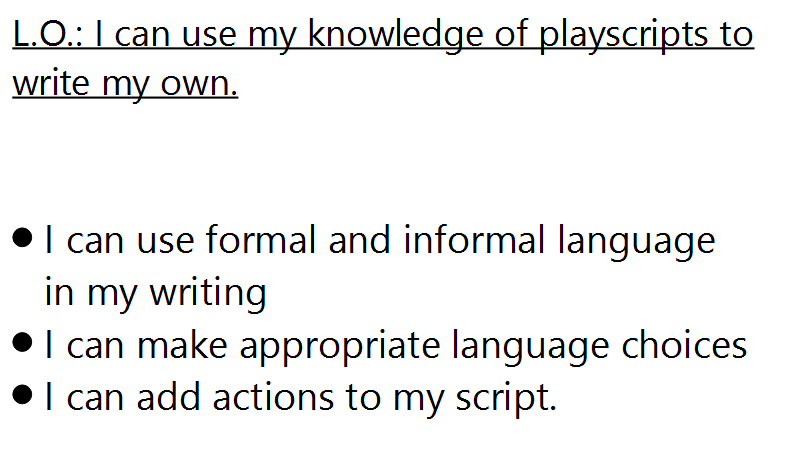 L.O.: I can use my knowledge of playscripts to
write my own.
● I can use formal and informal language
in my writing
● I can make appropriate language choices
● I can add actions to my script.